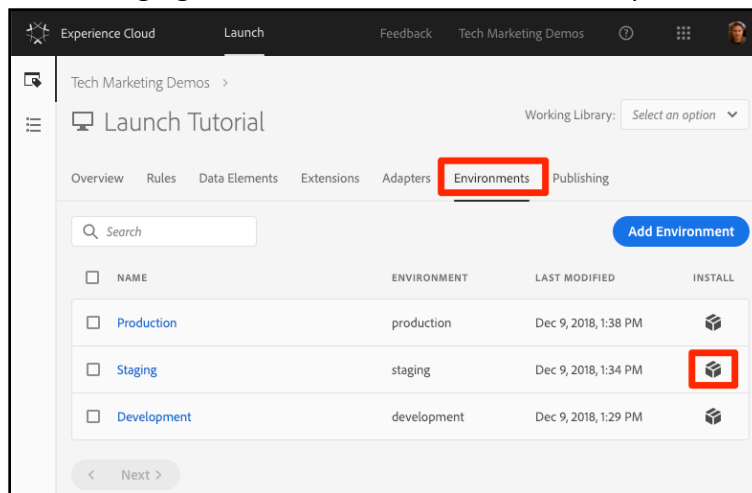 Experience Cloud Launch Feedback Tech Marketing Demos ?
Tech Marketing Demos >
Launch Tutorial Working Library: Select an option
Overview Rules Data Elements Extensions Adapters Environments Publishing
Search Add Environment
NAME ENVIRONMENT LAST MODIFIED INSTALL
Production production Dec 9, 2018, 1:38 PM
Staging staging Dec 9, 2018, 1:34 PM
Development development Dec 9, 2018, 1:29 PM
< Next >